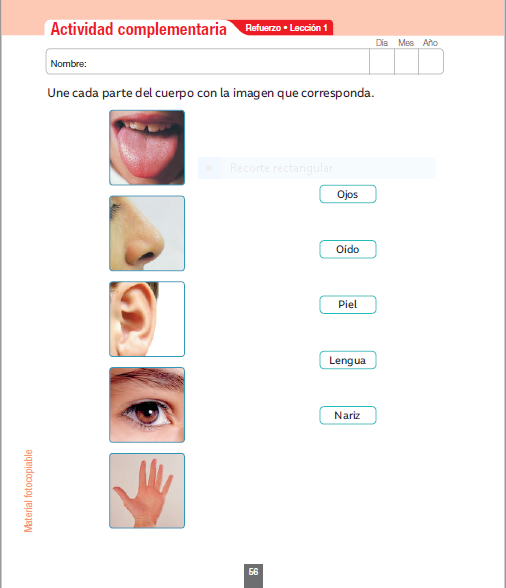 Actividad complementaria
Refuerzo • Lección 1
Día Mes Año
Nombre:
Une cada parte del cuerpo con la imagen que corresponda.
Recorte rectangular
Ojos
Oído
Piel
Lengua
Nariz
Material fotocopiable
56